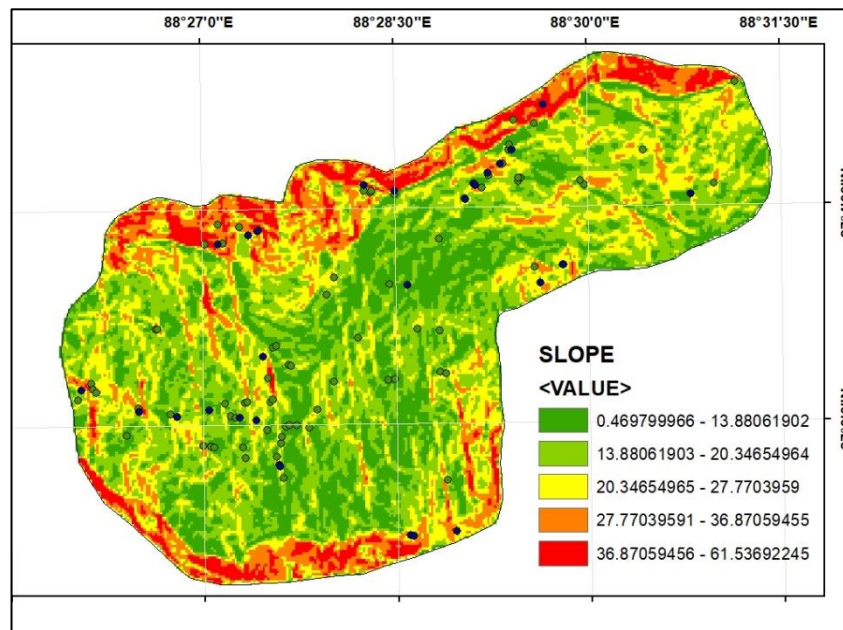 88°27'0"E 88°28'30"E 88°30'0"E 88°31'30"E
SLOPE
<VALUE>
0.469799966 - 13.88061902
13.88061903 - 20.34654964
20.34654965 - 27.7703959
27.77039591 - 36.87059455
36.87059456 - 61.53692245